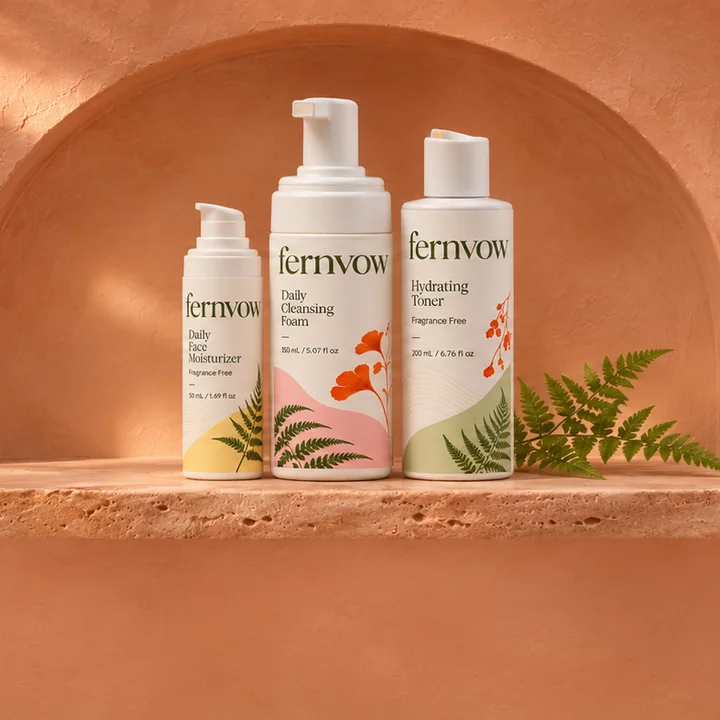 fernvow
Daily
Face
Moisturizer
Fragrance Free
50 mL / 1.69 fl oz
fernvow
Daily
Cleansing
Foam
150 mL / 5.07 fl oz
fernvow
Hydrating
Toner
Fragrance Free
200 mL / 6.76 fl oz